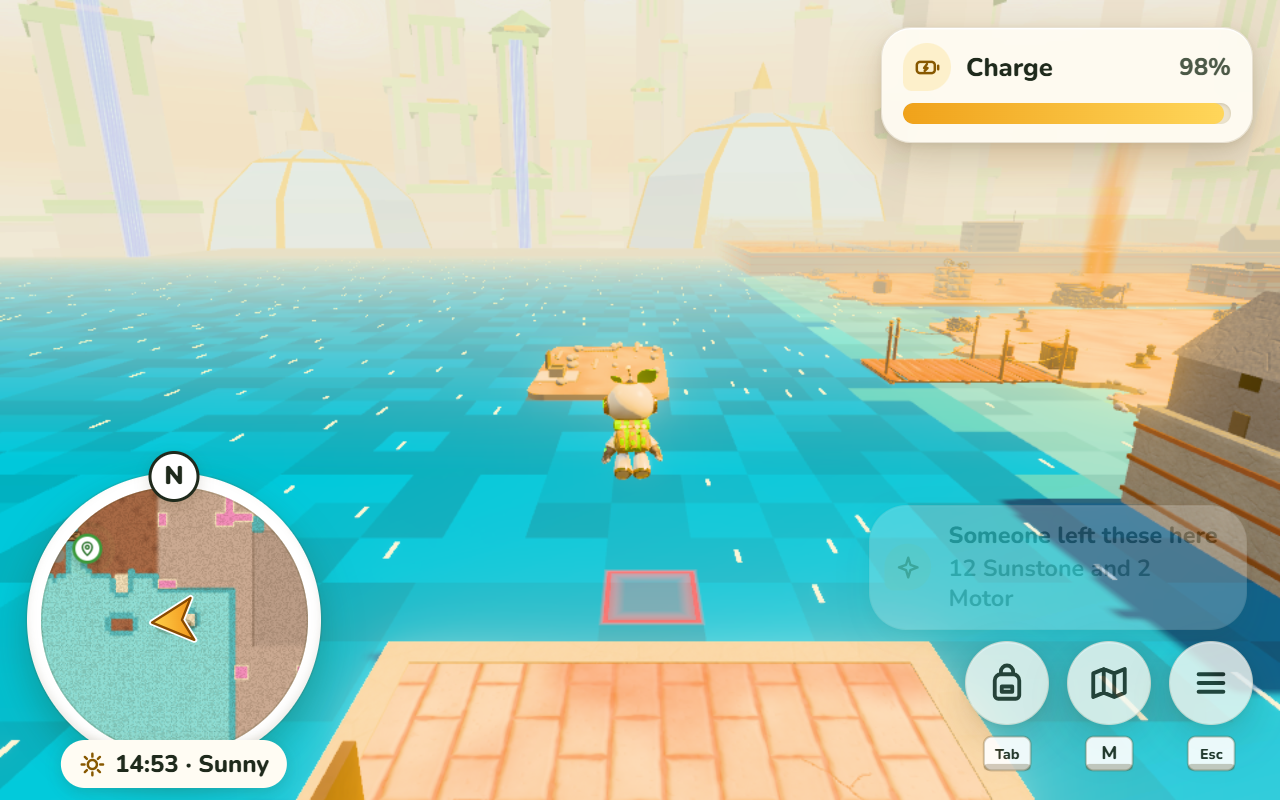 Charge 98%
N
Someone left these here
12 Sunstone and 2
Motor
14:53 · Sunny
Tab
M
Esc